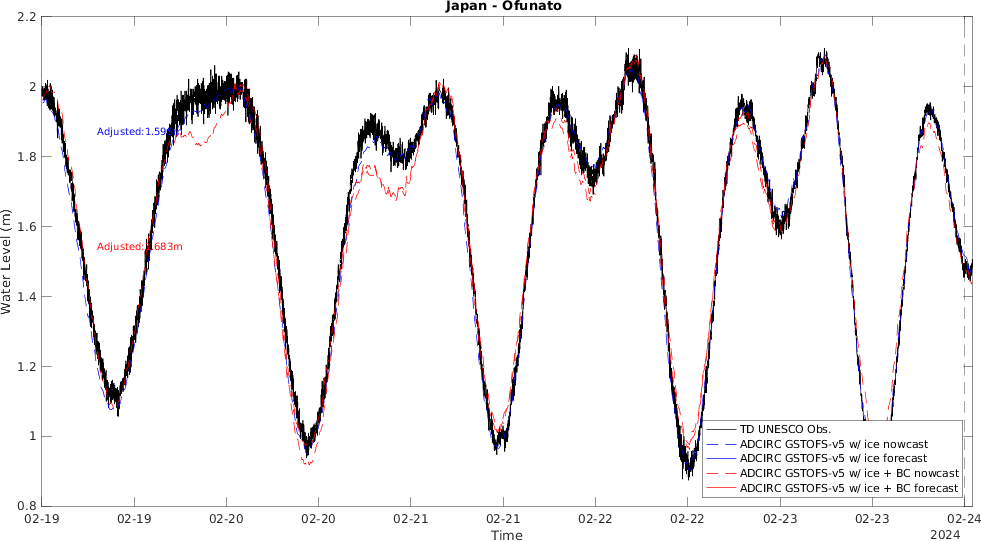 Japan - Ofunato
2.2
2
1.8
1.6
1.4
1.2
1
0.8
Water Level (m)
Adjusted:1.59
Adjusted: 683m
TD UNESCO Obs.
ADCIRC GSTOFS-v5 w/ ice nowcast
ADCIRC GSTOFS-v5 w/ ice forecast
ADCIRC GSTOFS-v5 w/ ice + BC nowcast
ADCIRC GSTOFS-v5 w/ ice + BC forecast
02-19 02-19 02-20 02-20 02-21 02-21 02-22 02-22 02-23 02-23 02-24
Time
2024